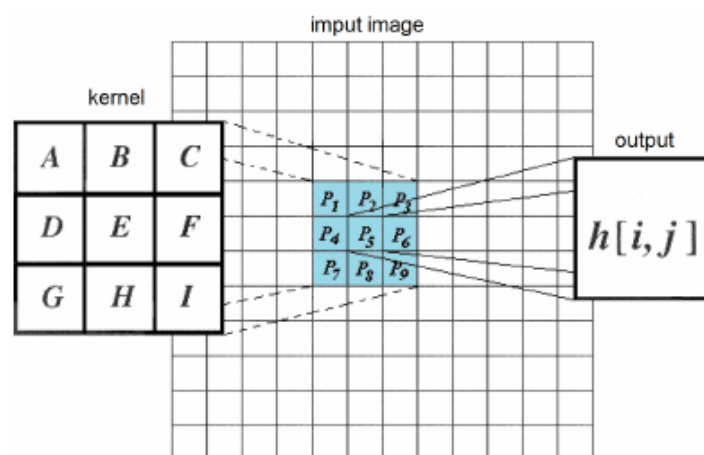 imput image
kernel
A B C
D E F
G H I
P1 P2 P3
P4 P5 P6
P7 P8 P9
output
h[i,j]